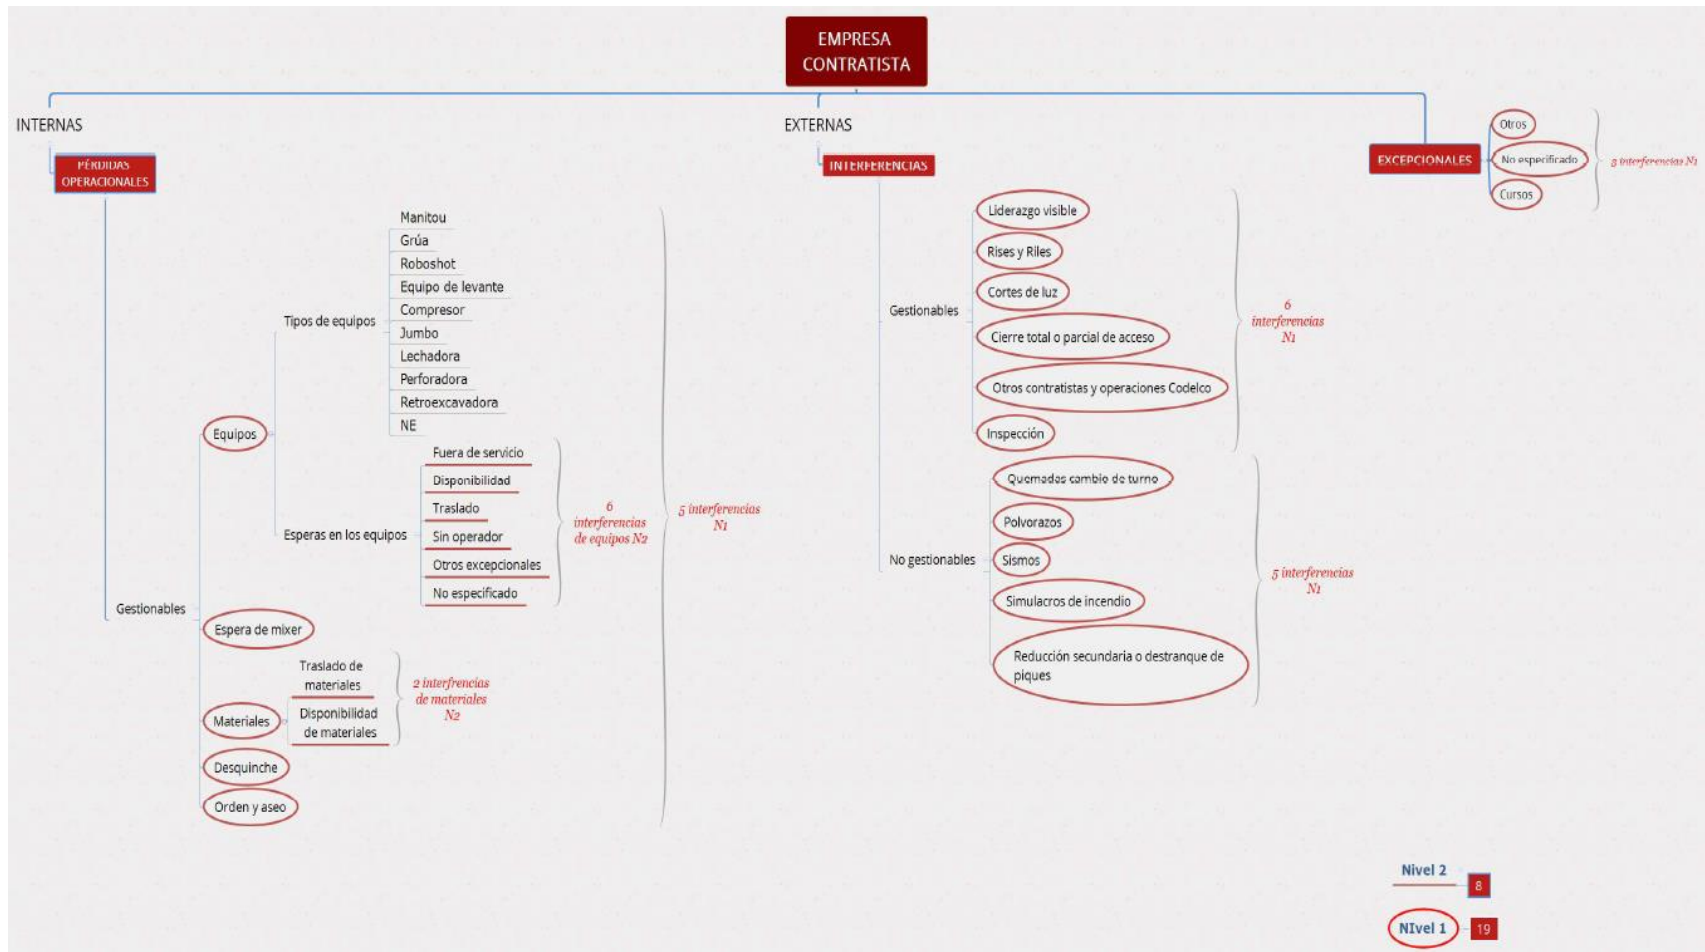 EMPRESA
CONTRATISTA
INTERNAS
PÉRDIDAS
OPERACIONALES
Gestionables
Equipos
Tipos de equipos
Manitou
Grúa
Roboshot
Equipo de levante
Compresor
Jumbo
Lechadora
Perforadora
Retroexcavadora
NE
Esperas en los equipos
Fuera de servicio
Disponibilidad
Traslado
Sin operador
Otros excepcionales
No especificado
6
interferencias
de equipos N2
Espera de mixer
Materiales
Traslado de
materiales
Disponibilidad
de materiales
2 interfrencias
de materiales
N2
Desquinche
Orden y aseo
5 interferencias
N1
EXTERNAS
INTERFERENCIAS
Gestionables
Liderazgo visible
Rises y Riles
Cortes de luz
Cierre total o parcial de acceso
Otros contratistas y operaciones Codelco
Inspección
6
interferencias
N1
No gestionables
Quemadas cambio de turno
Polvorazos
Sismos
Simulacros de incendio
Reducción secundaria o destranque de
piques
5 interferencias
N1
EXCEPCIONALES
Otros
No especificado
Cursos
3 interferencias N1
Nivel 2
8
NIvel 1
19